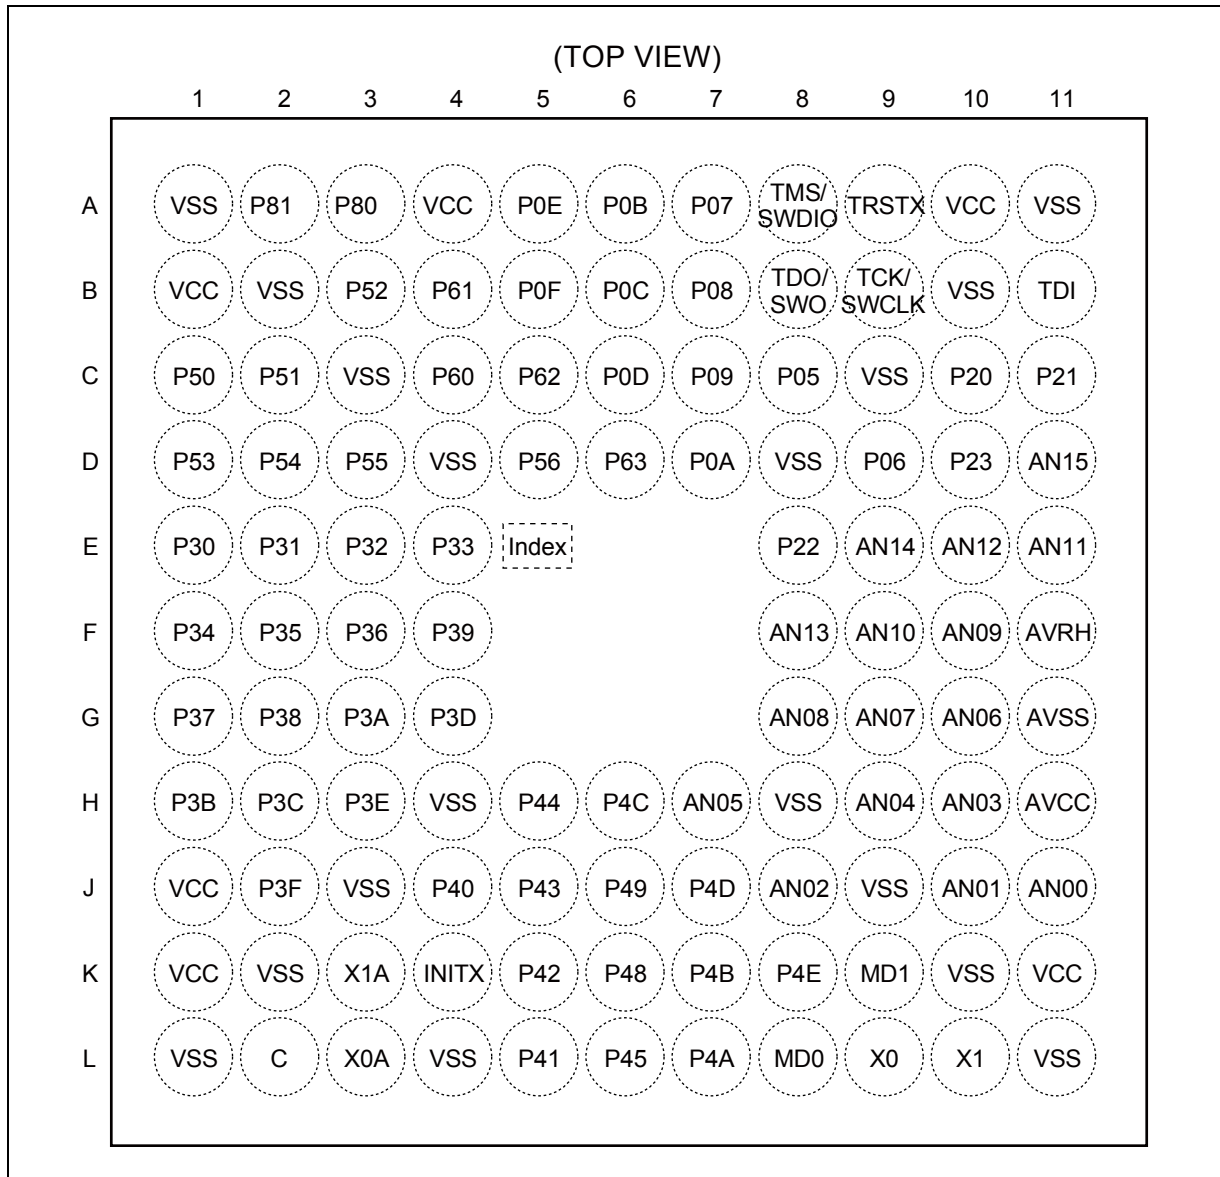 (TOP VIEW)
1 2 3 4 5 6 7 8 9 10 11
A VSS P81 P80 VCC P0E P0B P07 TMS/SWDIO TRSTX VCC VSS
B VCC VSS P52 P61 P0F P0C P08 TDO/SWO TCK/SWCLK VSS TDI
C P50 P51 VSS P60 P62 P0D P09 P05 VSS P20 P21
D P53 P54 P55 VSS P56 P63 P0A VSS P06 P23 AN15
E P30 P31 P32 P33 Index P22 AN14 AN12 AN11
F P34 P35 P36 P39 AN13 AN10 AN09 AVRH
G P37 P38 P3A P3D AN08 AN07 AN06 AVSS
H P3B P3C P3E VSS P44 P4C AN05 VSS AN04 AN03 AVCC
J VCC P3F VSS P40 P43 P49 P4D AN02 VSS AN01 AN00
K VCC VSS X1A INITX P42 P48 P4B P4E MD1 VSS VCC
L VSS C X0A VSS P41 P45 P4A MD0 X0 X1 VSS